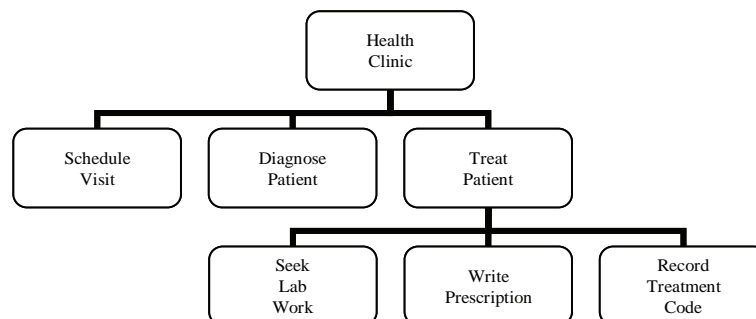 Health
Clinic
Schedule
Visit
Diagnose
Patient
Treat
Patient
Seek
Lab
Work
Write
Prescription
Record
Treatment
Code